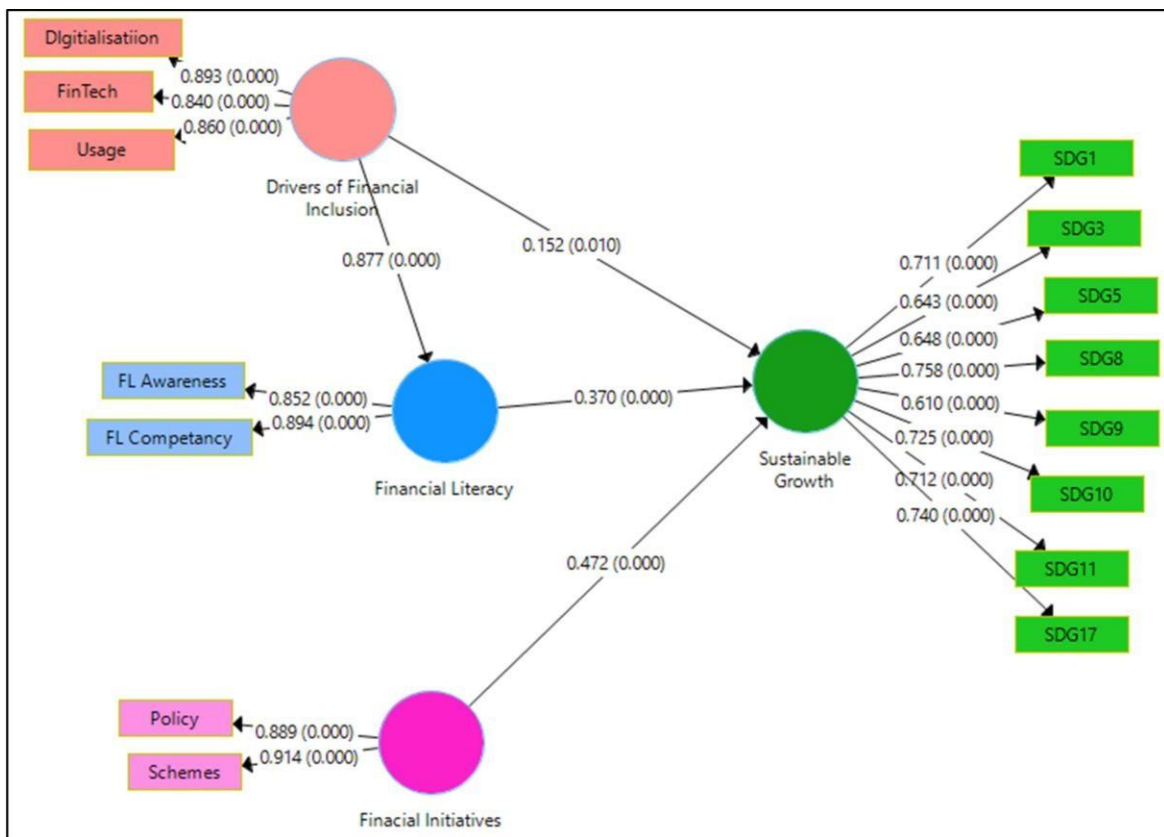 DIgitialisatiion
0.893 (0.000)
FinTech
0.840 (0.000)
0.860 (0.000)
Usage
Drivers of Financial
Inclusion
0.877 (0.000)
0.152 (0.010)
SDG1
SDG3
0.711 (0.000)
SDG5
0.643 (0.000)
0.648 (0.000)
SDG8
0.758 (0.000)
FL Awareness
0.852 (0.000)
0.370 (0.000)
0.610 (0.000)
SDG9
FL Competancy
0.894 (0.000)
0.725 (0.000)
Sustainable
Growth
0.712 (0.000)
SDG10
Financial Literacy
0.740 (0.000)
0.472 (0.000)
SDG11
SDG17
Policy
0.889 (0.000)
0.914 (0.000)
Schemes
Finacial Initiatives